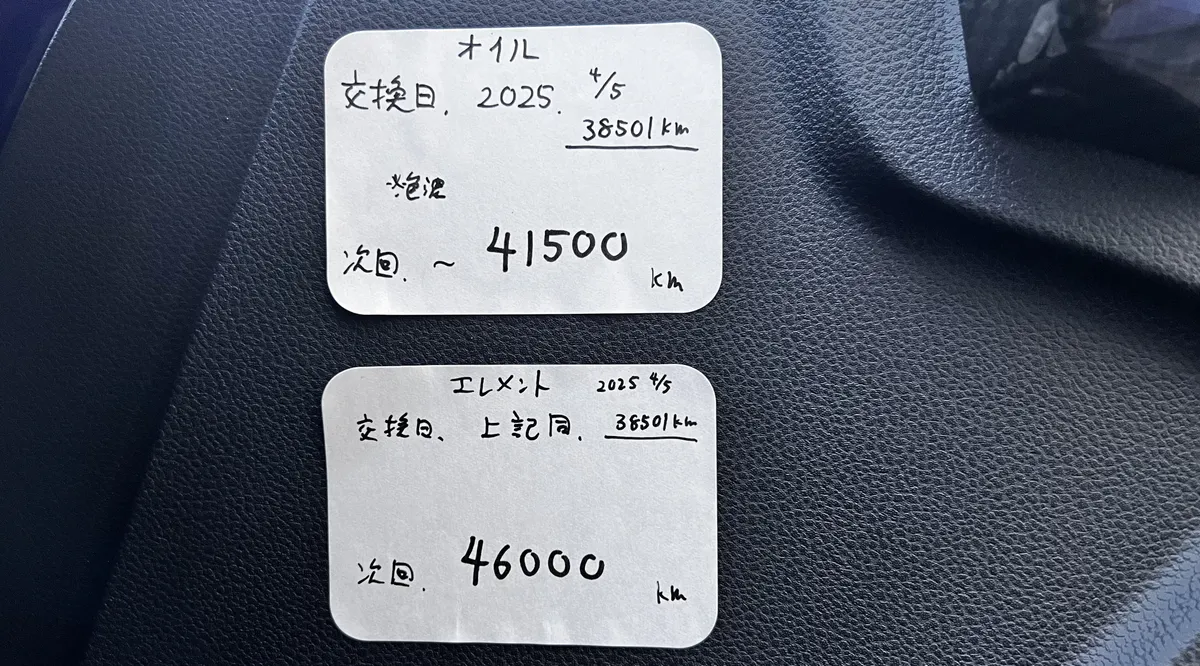 オイル
交換日. 2025. 4/5
38501km
次回. ~ 41500
km
エレメント 2025 4/5
交換日、上記同. 38501km
次回. 46000
km